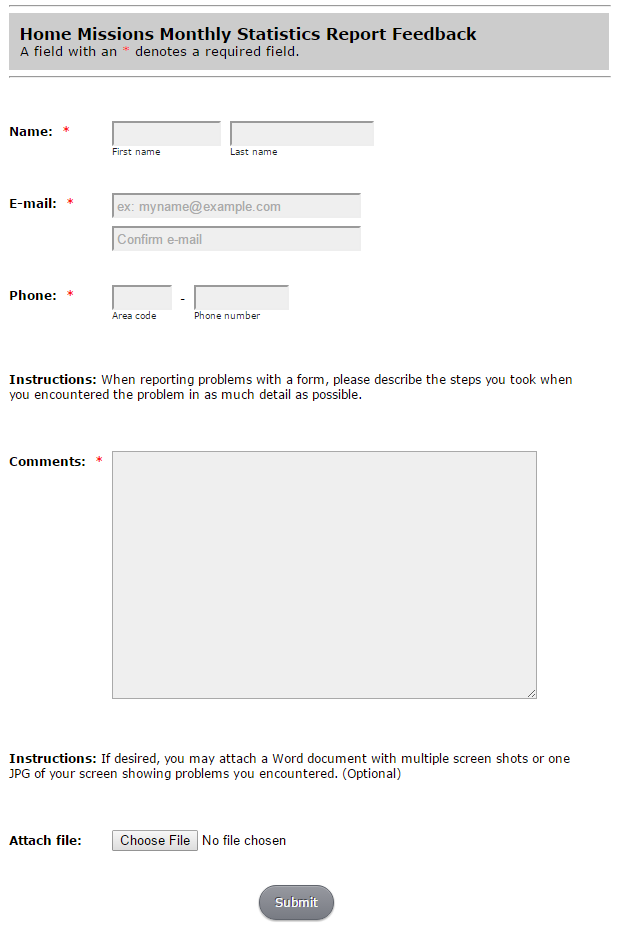 Home Missions Monthly Statistics Report Feedback
A field with an * denotes a required field.
Name: *
First name Last name
E-mail: * ex: myname@example.com
Confirm e-mail
Phone: * -
Area code Phone number
Instructions: When reporting problems with a form, please describe the steps you took when
you encountered the problem in as much detail as possible.
Comments: *
Instructions: If desired, you may attach a Word document with multiple screen shots or one
JPG of your screen showing problems you encountered. (Optional)
Attach file: Choose File No file chosen
Submit